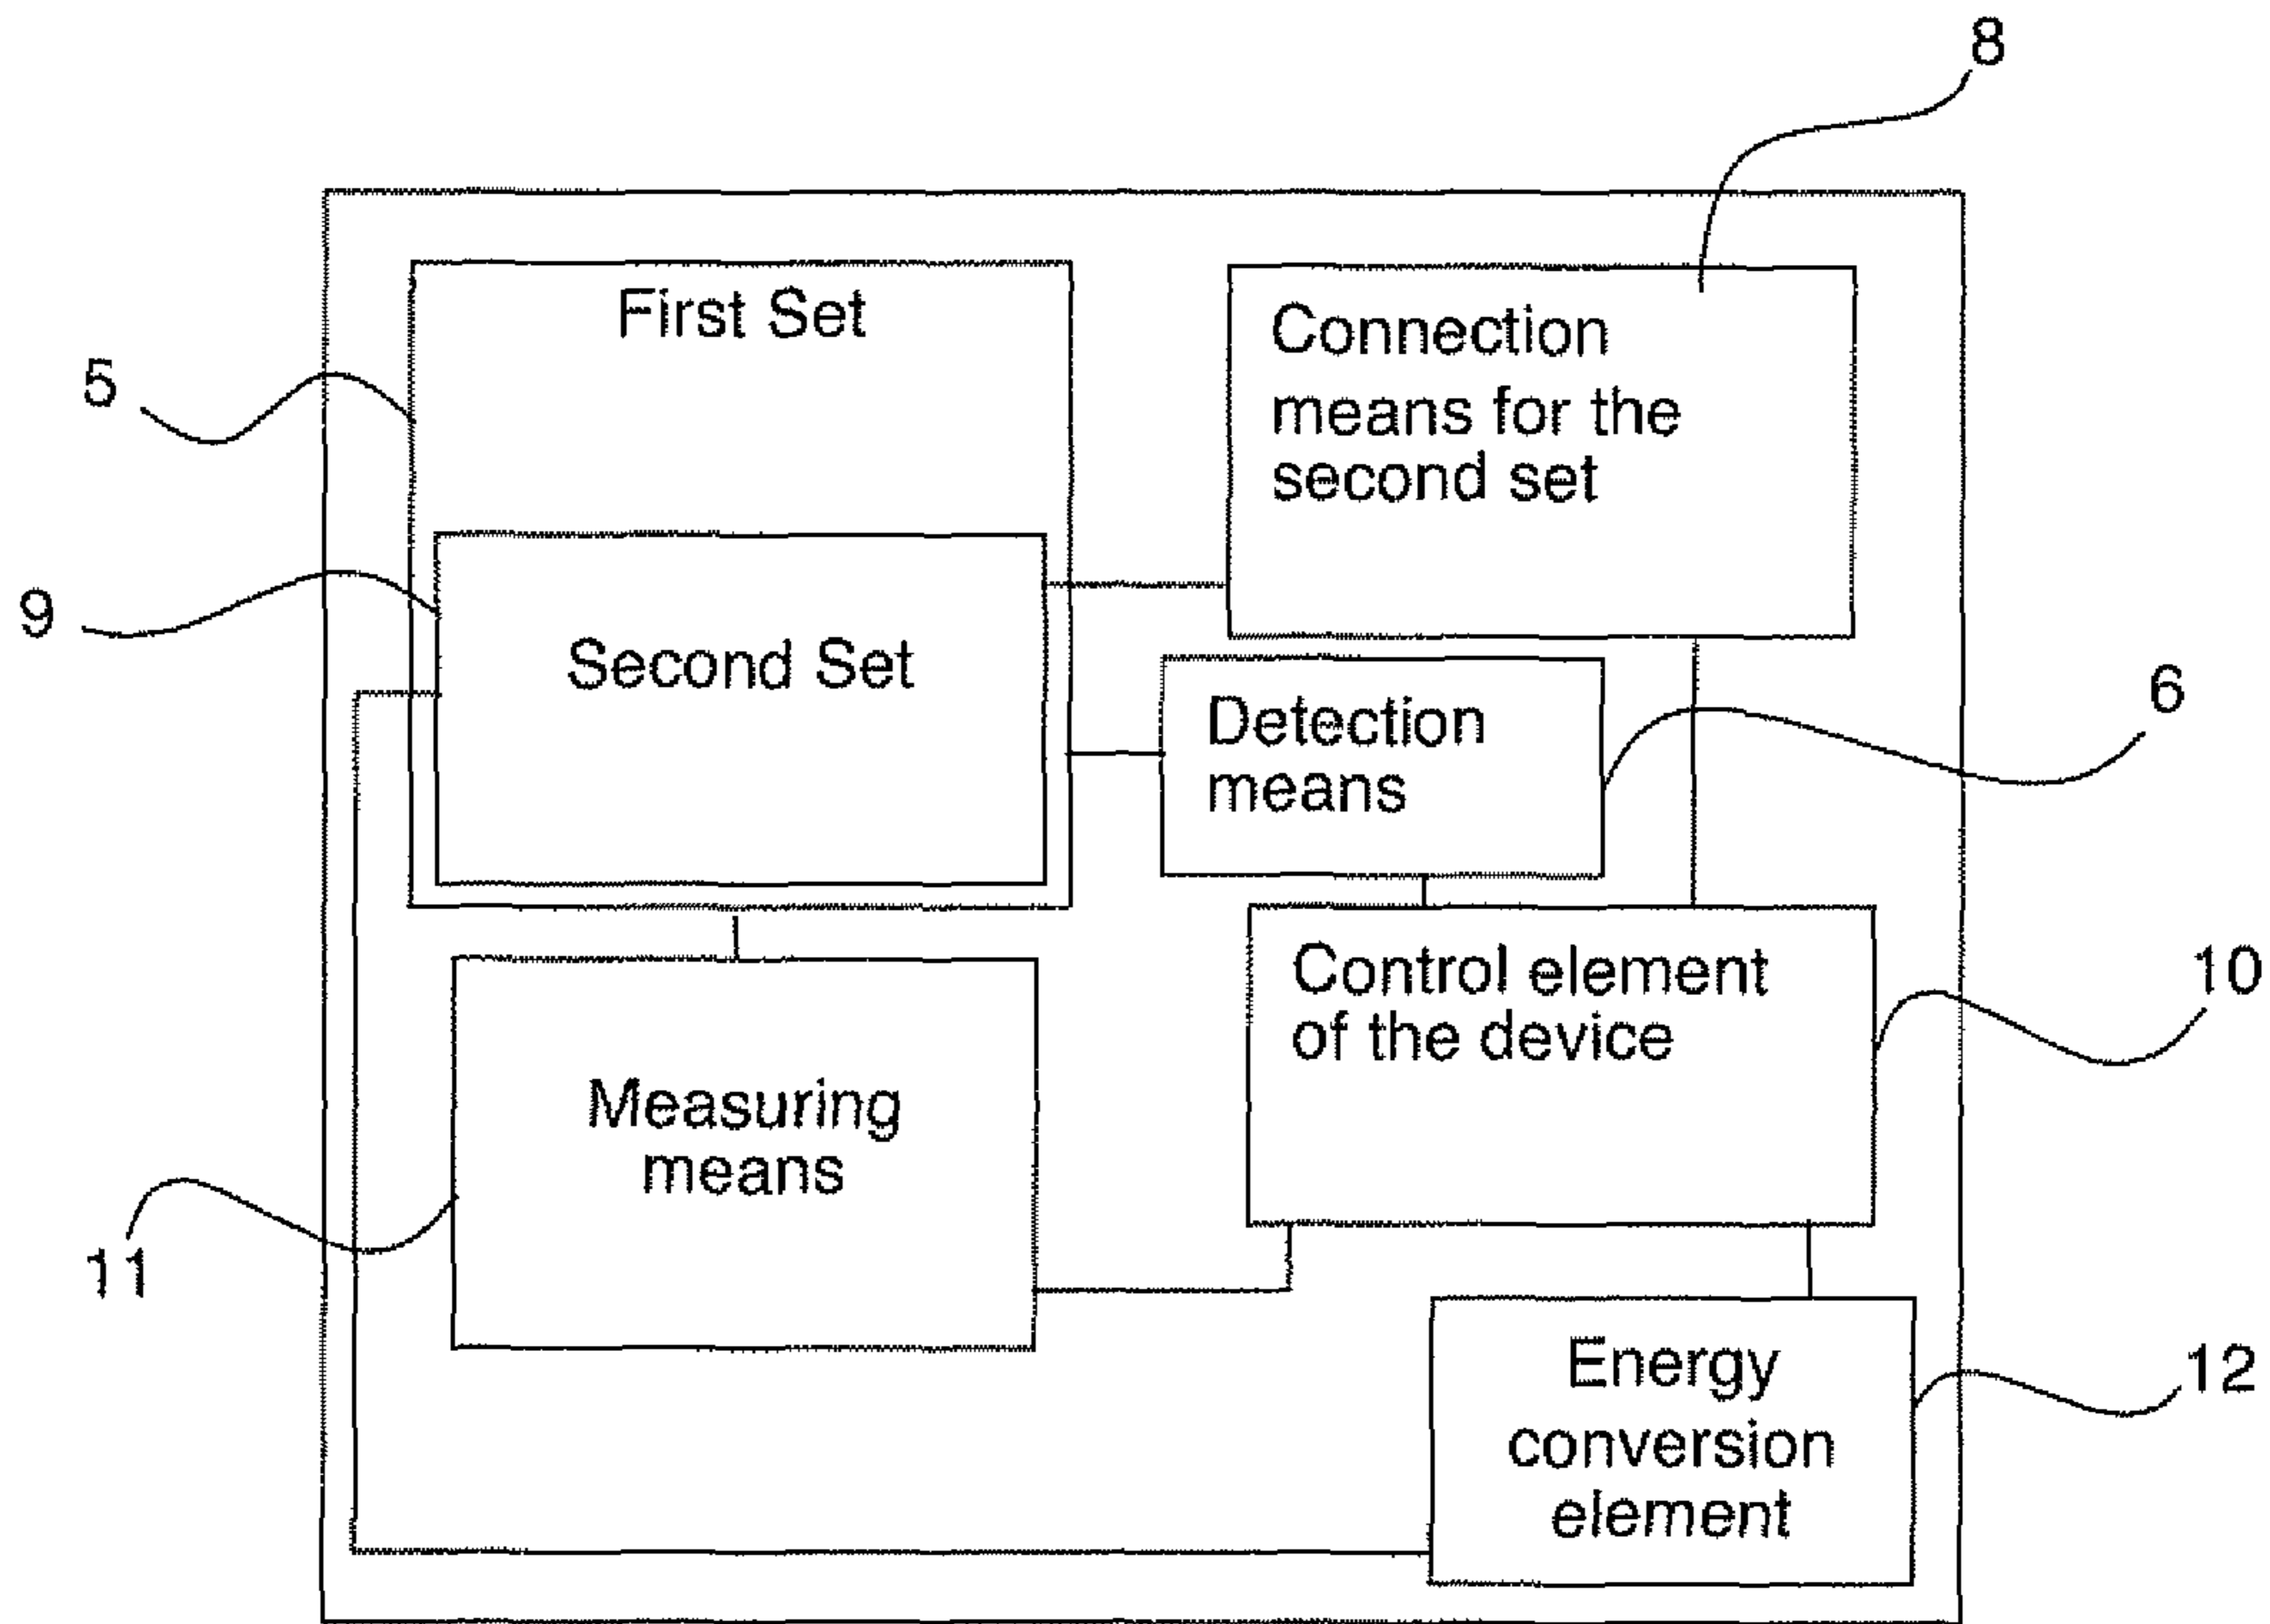 8
First Set
Connection
means for the
second set
5
9
Second Set
Detection
means
6
Control element
of the device
10
Measuring
means
11
Energy
conversion
element
12